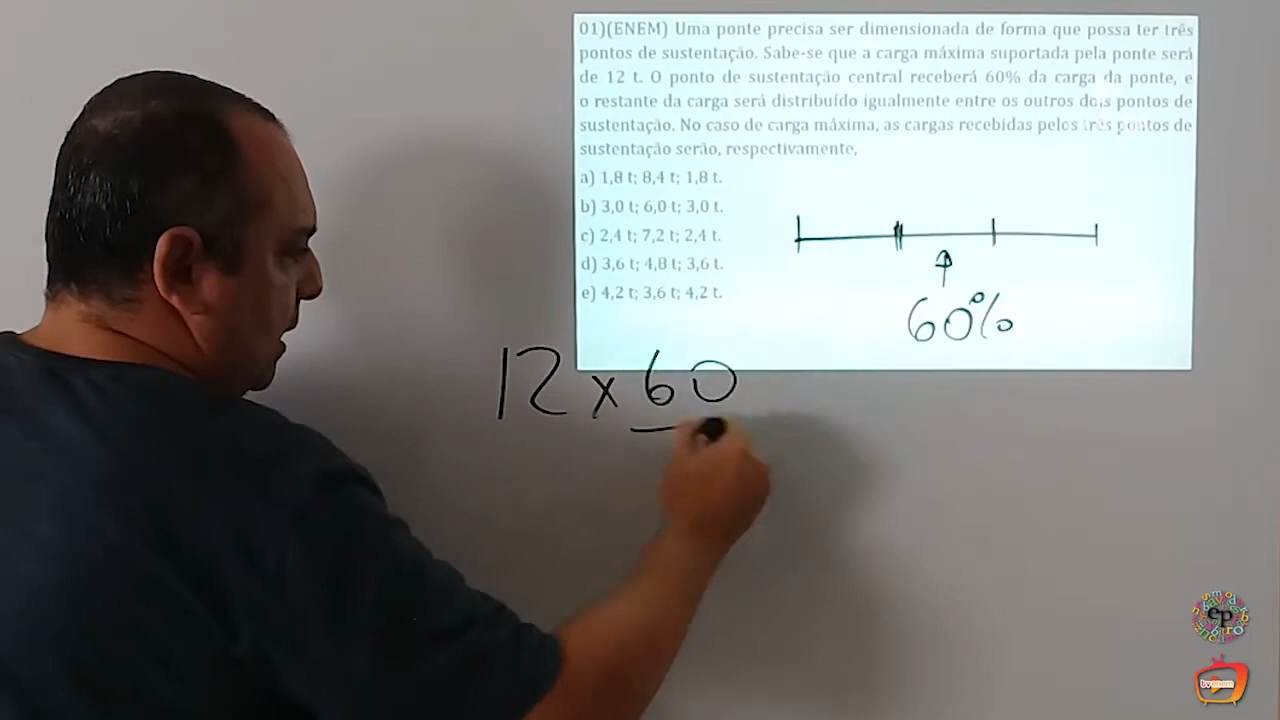 01)(ENEM) Uma ponte precisa ser dimensionada de forma que possa ter três
pontos de sustentação. Sabe-se que a carga máxima suportada pela ponte será
de 12 t. O ponto de sustentação central receberá 60% da carga da ponte, e
o restante da carga será distribuído igualmente entre os outros dois pontos de
sustentação. No caso de carga máxima, as cargas recebidas pelos três pontos de
sustentação serão, respectivamente,
a) 1,8 t; 8,4 t; 1,8 t.
b) 3,0 t; 6,0 t; 3,0 t.
c) 2,4 t; 7,2 t; 2,4 t.
d) 3,6 t; 4,8 t; 3,6 t.
e) 4,2 t; 3,6 t; 4,2 t.
60%
12 x 60
ep
tvenem